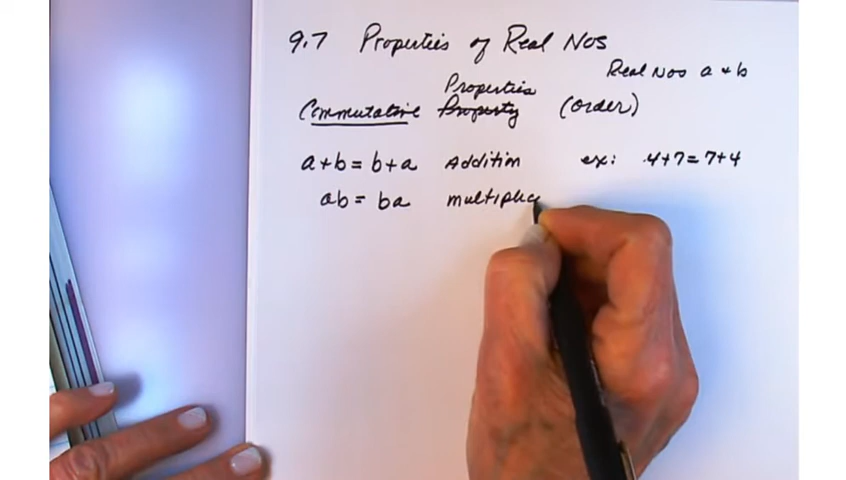 9.7 Properties of Real Nos
Real Nos a + b
Properties
Commutative Property (order)
a+b = b+a Addition ex: 4+7=7+4
ab = ba multiplica